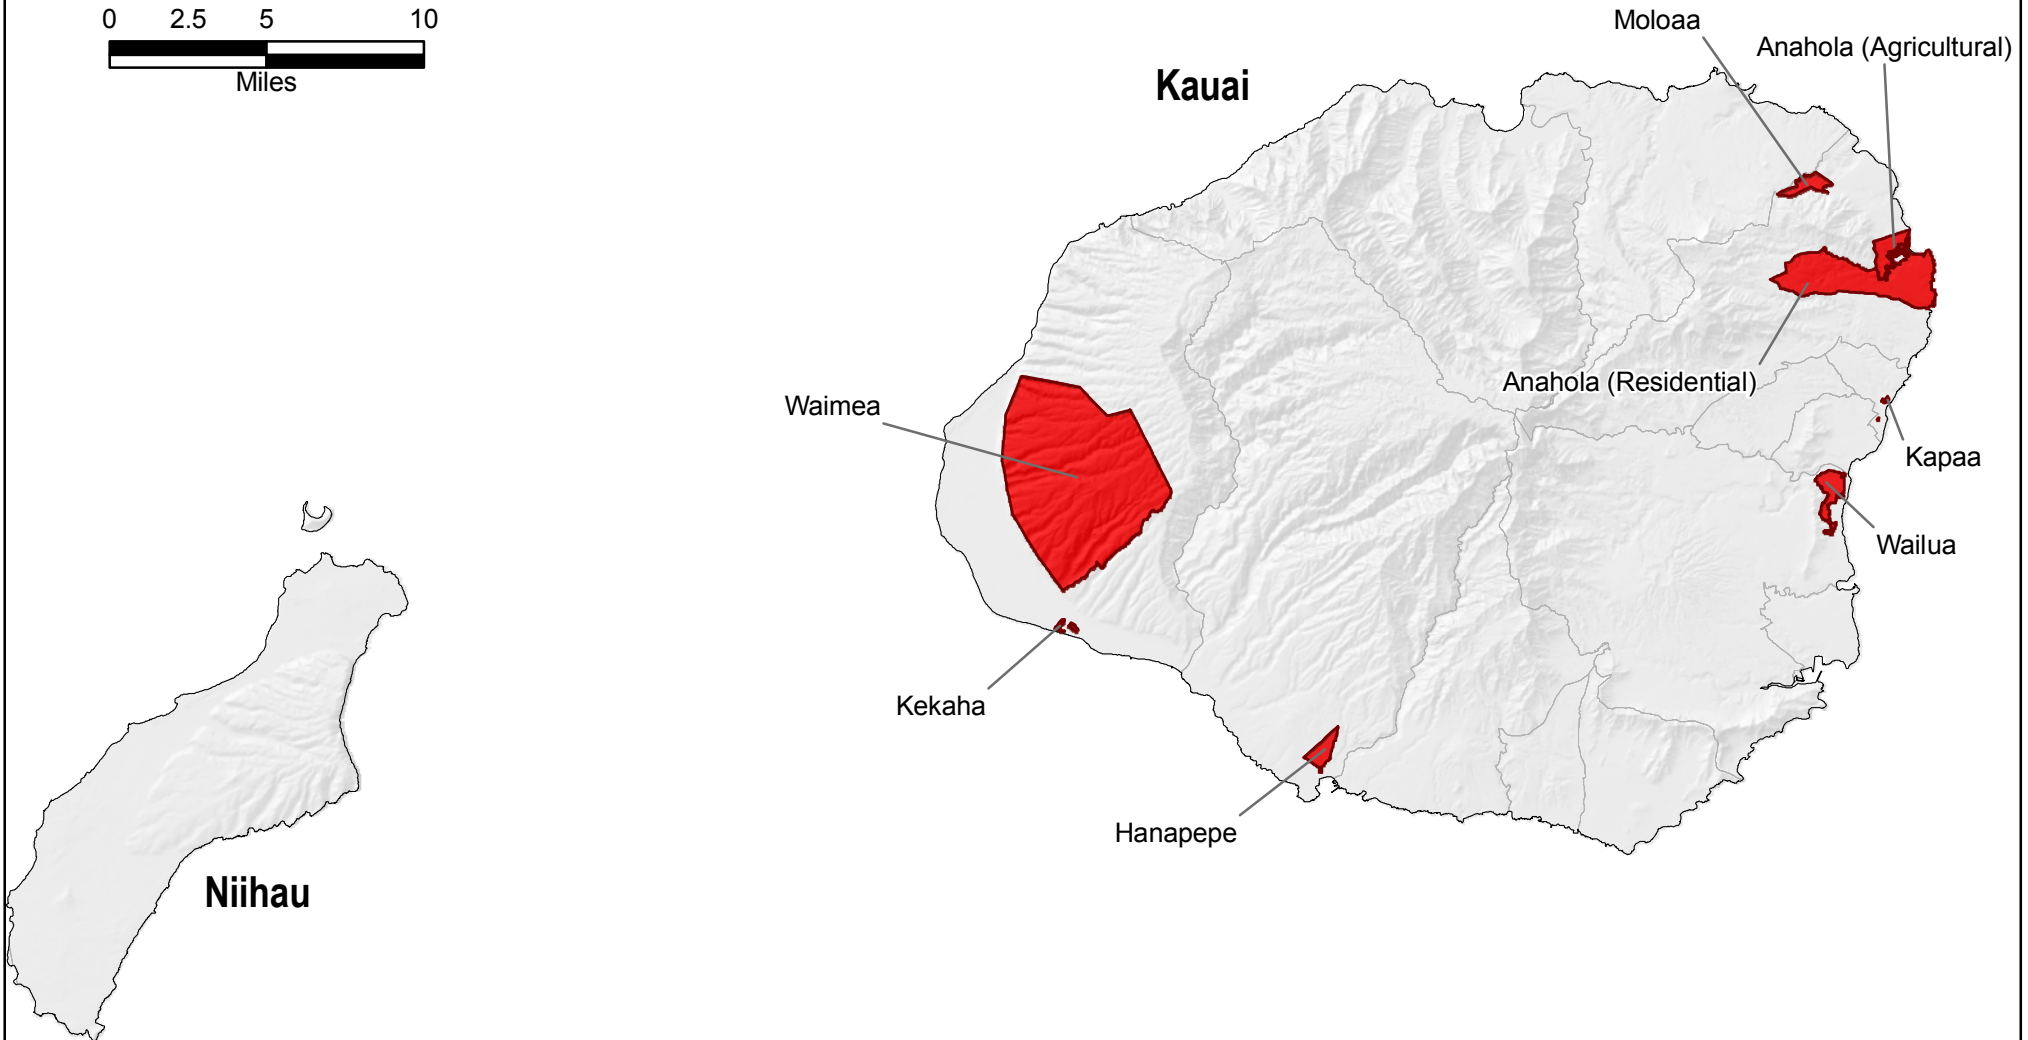 0 2.5 5 10
Miles
Moloaa
Anahola (Agricultural)
Kauai
Anahola (Residential)
Waimea
Kapaa
Wailua
Kekaha
Hanapepe
Niihau